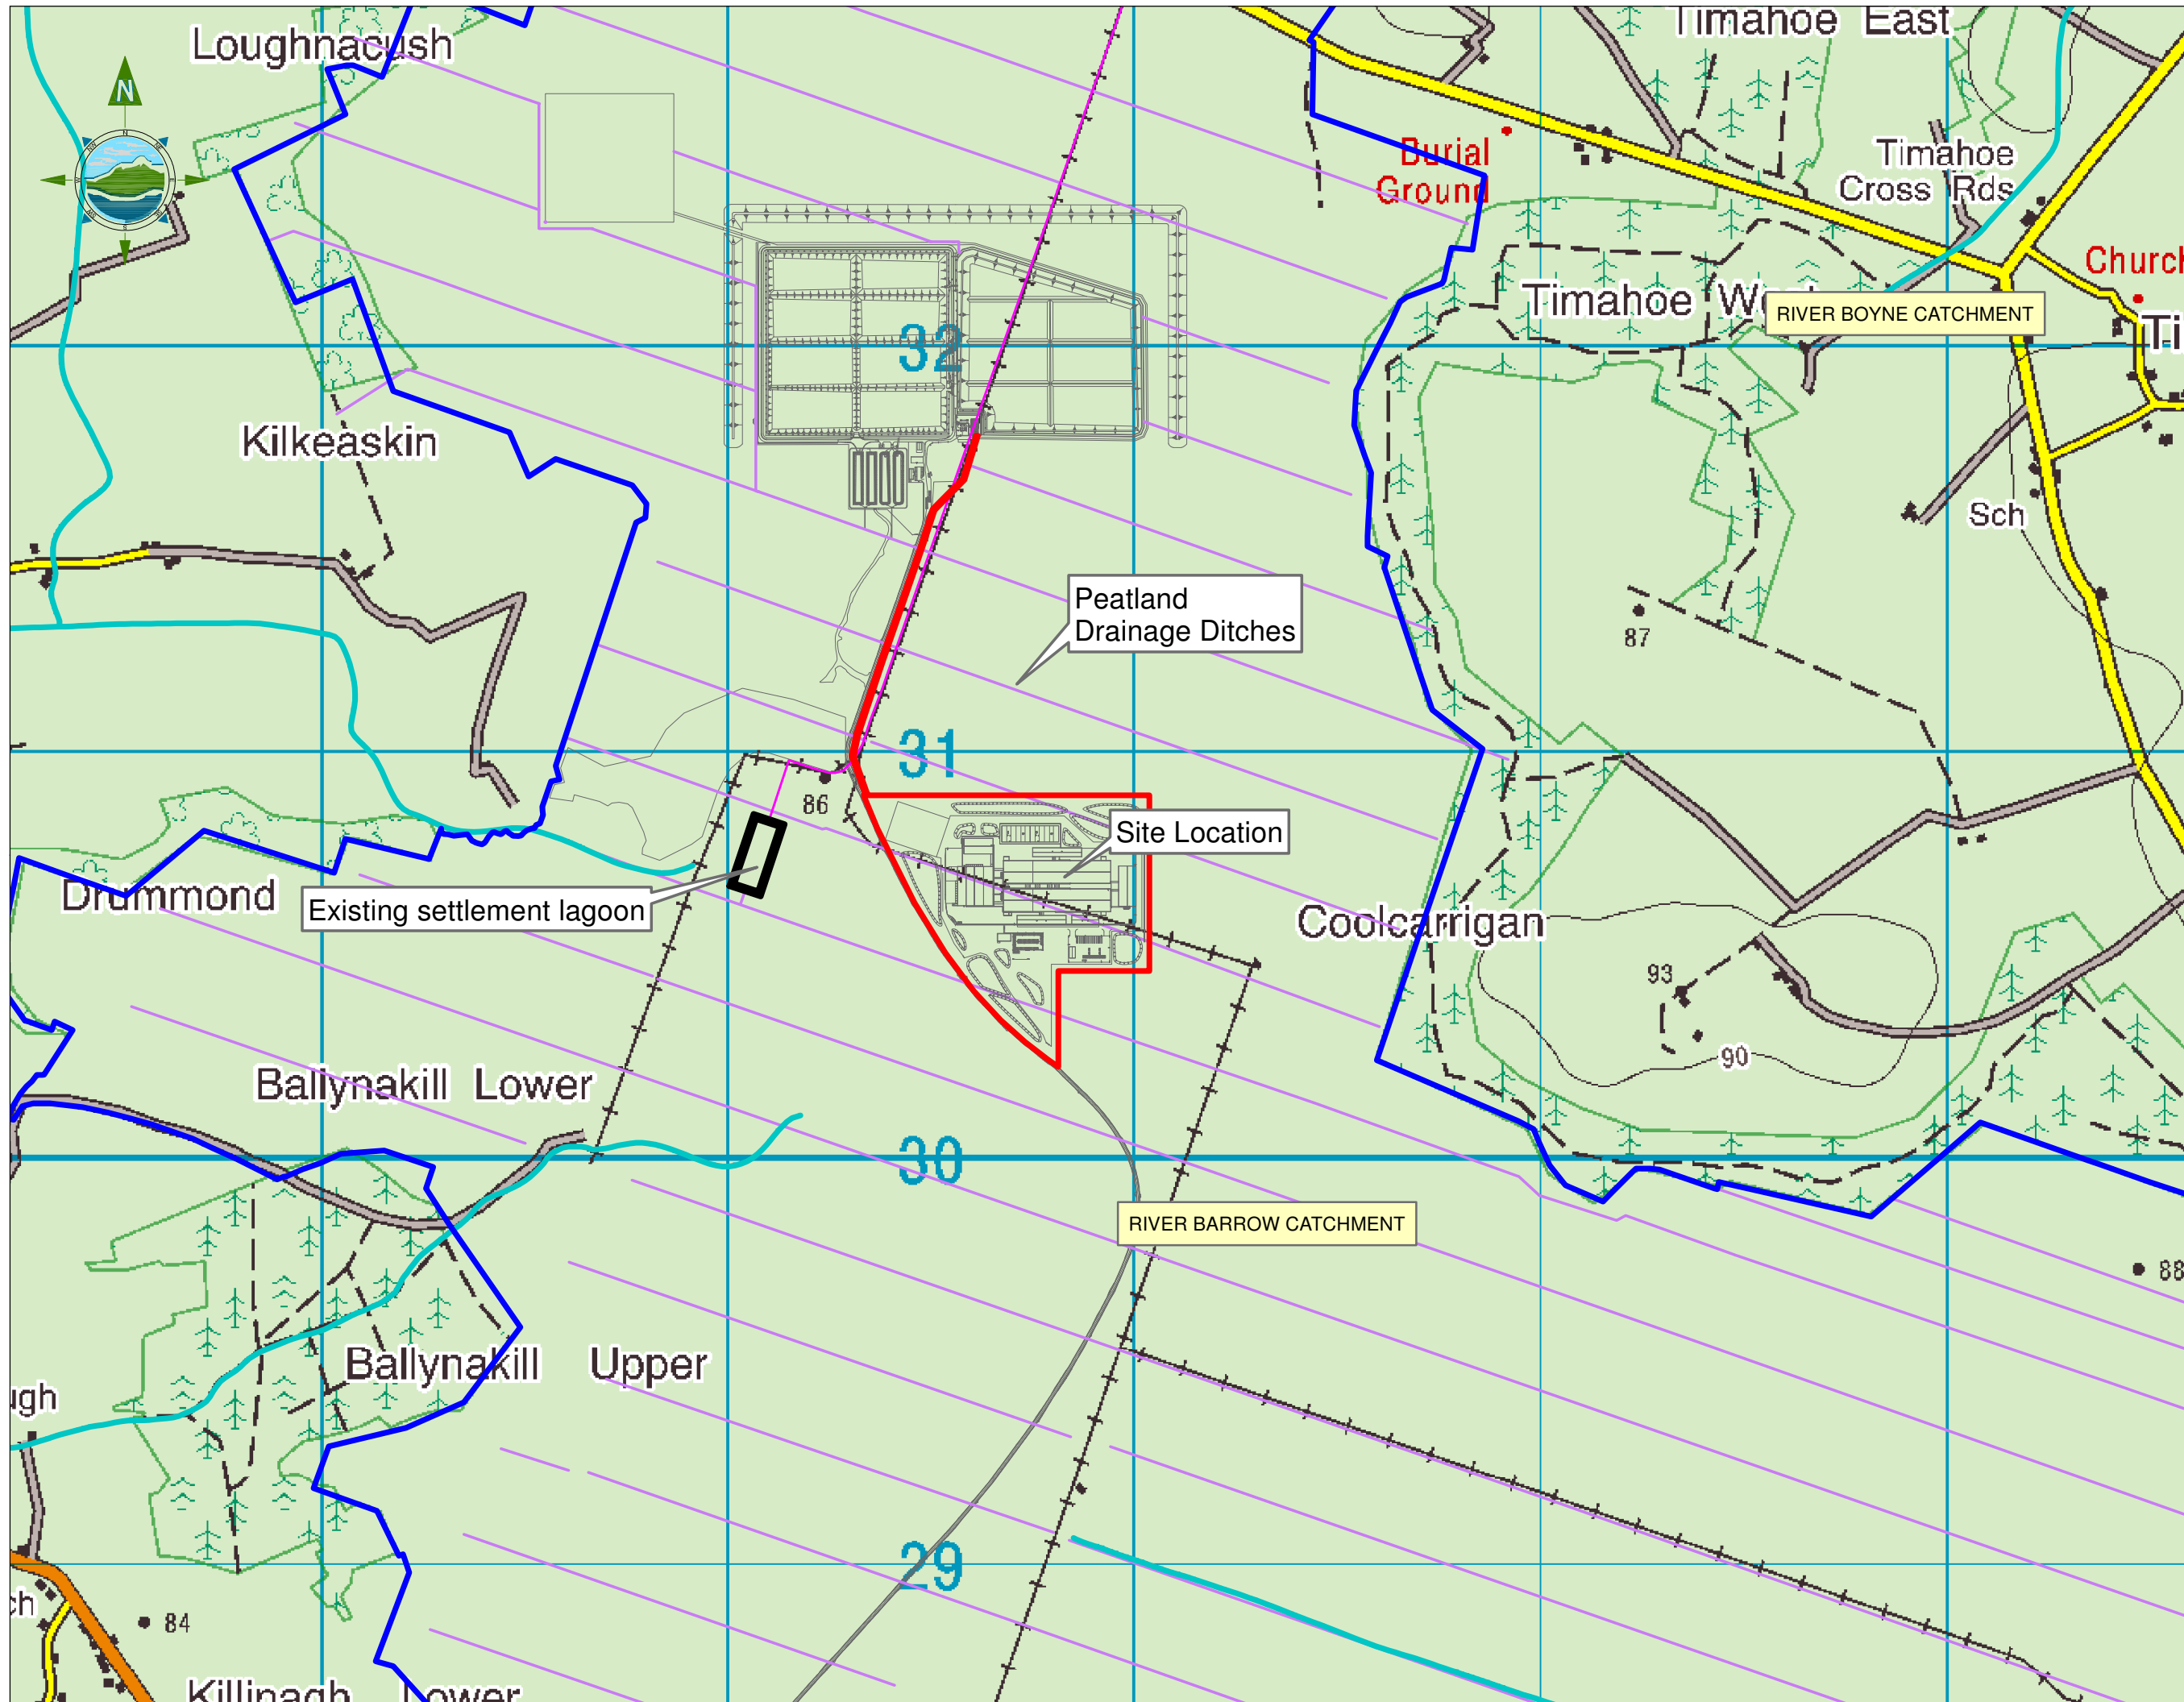 Timahoe East
Loughnacush
N
Burial
Ground
Timahoe
Cross Rds
Church
Timahoe
RIVER BOYNE CATCHMENT
Ti
32
Kilkeaskin
Sch
Peatland
Drainage Ditches
87
31
86
Site Location
Drummond
Existing settlement lagoon
Coolcarrigan
93
90
Ballynakill Lower
30
RIVER BARROW CATCHMENT
88
Ballynakill Upper
ugh
29
ch
84
Killinagh Lower